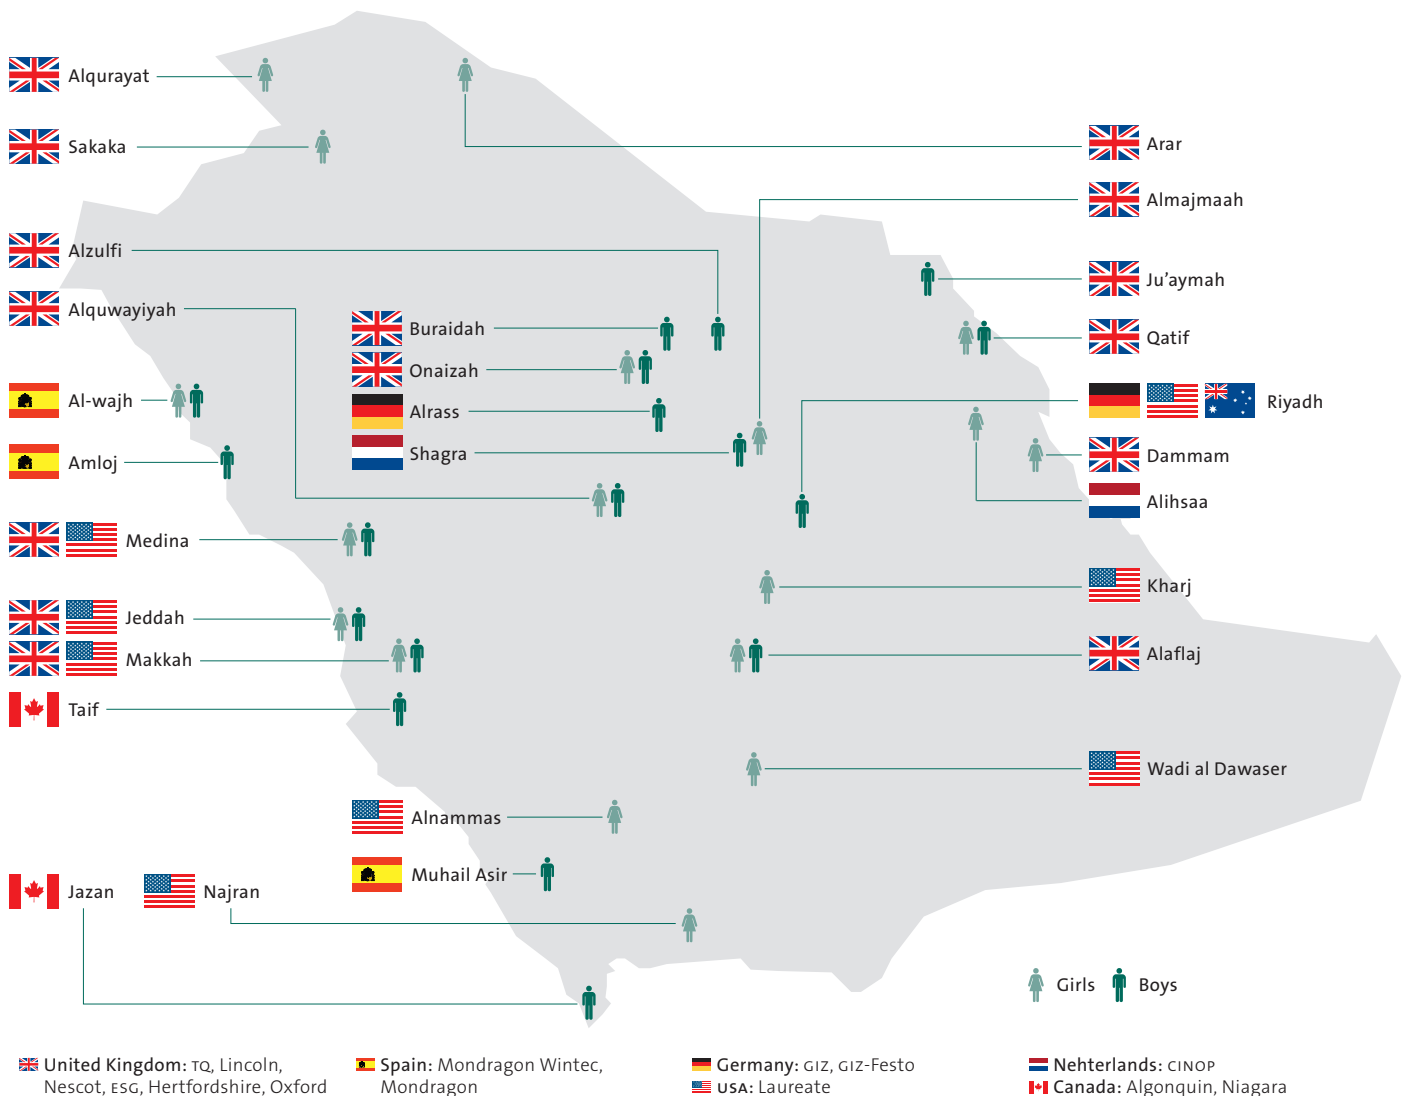 Alqurayat
Sakaka
Arar
Almajmaah
Alzulfi
Ju’aymah
Alquwayiyah
Buraidah
Qatif
Onaizah
Al-wajh
Alrass
Riyadh
Shagra
Dammam
Amloj
Alihsaa
Medina
Kharj
Jeddah
Makkah
Alaflaj
Taif
Wadi al Dawaser
Alnammas
Muhail Asir
Jazan
Najran
Girls
Boys
United Kingdom: TQ, Lincoln,
Nescot, ESG, Hertfordshire, Oxford
Spain: Mondragon Wintec,
Mondragon
Germany: GIZ, GIZ-Festo
USA: Laureate
Nehterlands: CINOP
Canada: Algonquin, Niagara